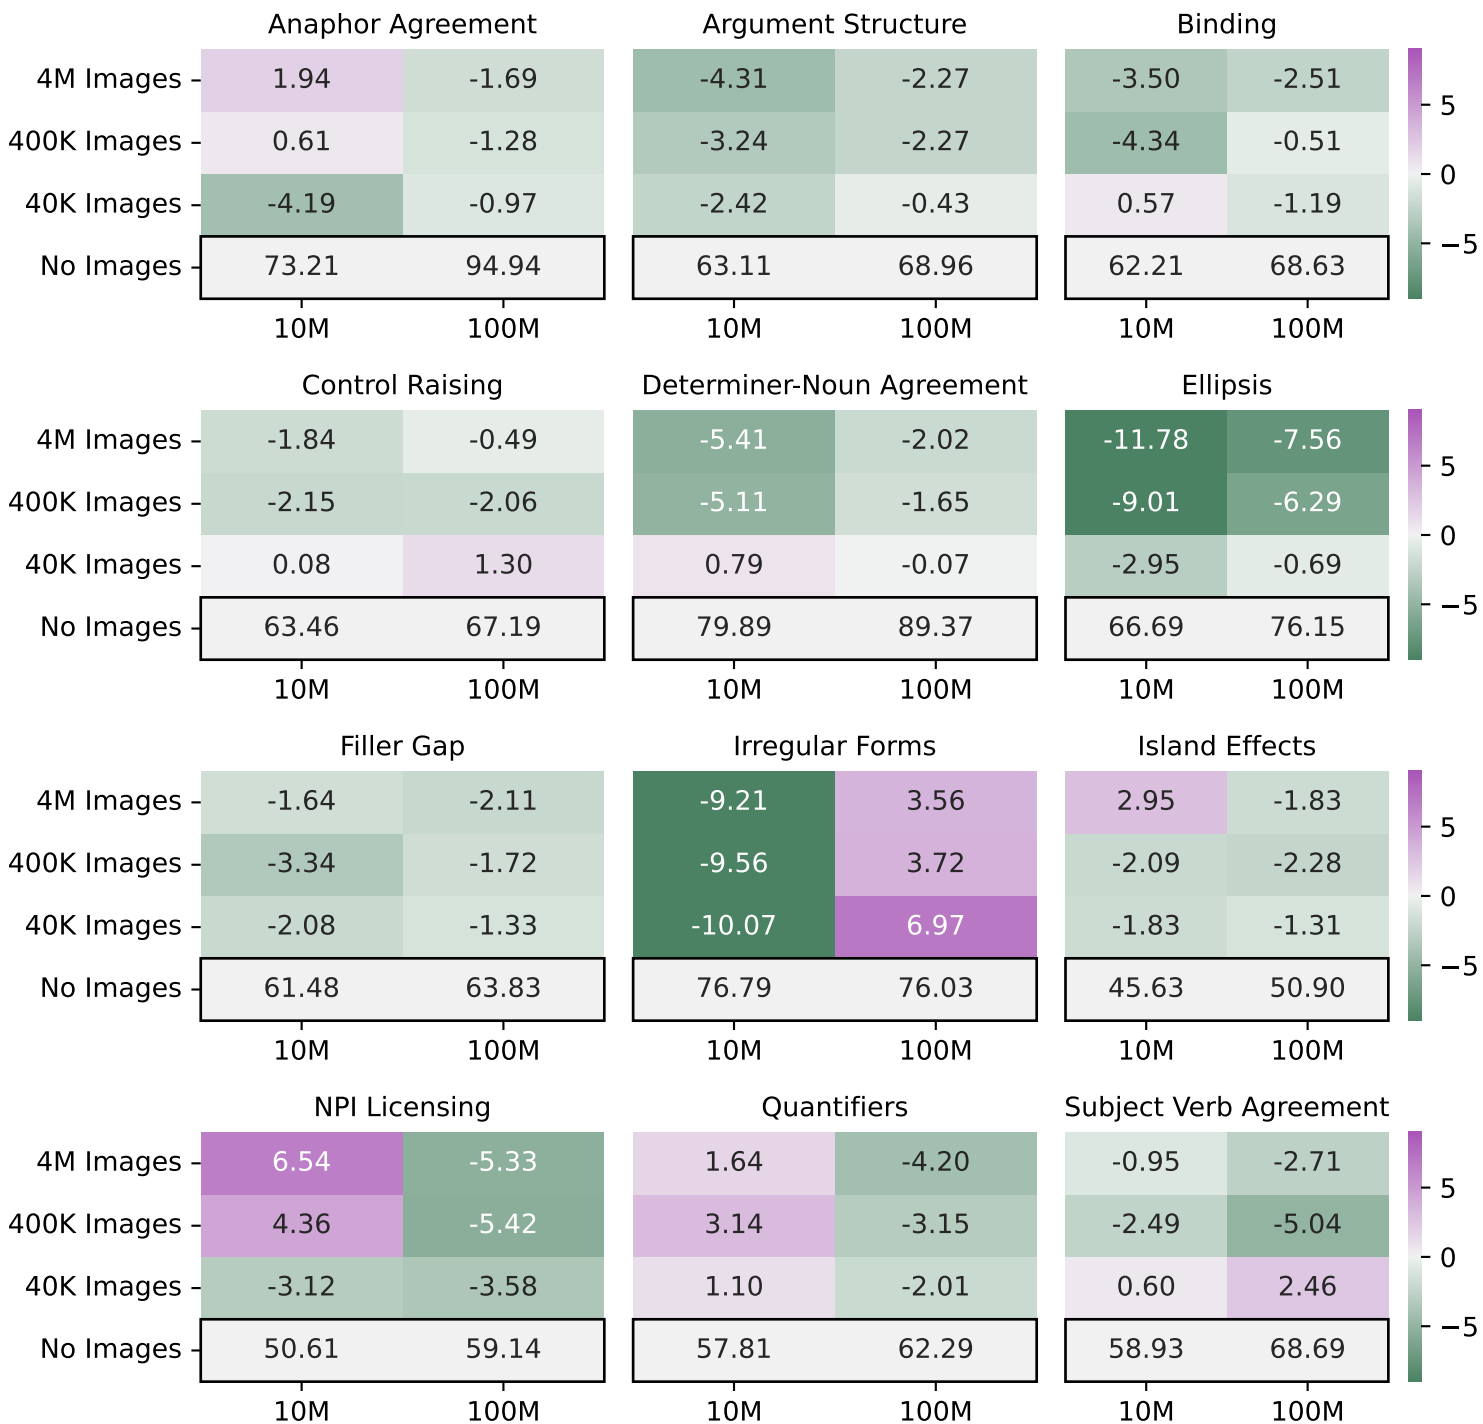 Anaphor Agreement Argument Structure Binding
4M Images 1.94 -1.69 -4.31 -2.27 -3.50 -2.51
5
400K Images 0.61 -1.28 -3.24 -2.27 -4.34 -0.51
0
40K Images -4.19 -0.97 -2.42 -0.43 0.57 -1.19
−5
No Images 73.21 94.94 63.11 68.96 62.21 68.63
10M 100M 10M 100M 10M 100M
Control Raising Determiner-Noun Agreement Ellipsis
4M Images -1.84 -0.49 -5.41 -2.02 -11.78 -7.56
5
400K Images -2.15 -2.06 -5.11 -1.65 -9.01 -6.29
0
40K Images 0.08 1.30 0.79 -0.07 -2.95 -0.69
−5
No Images 63.46 67.19 79.89 89.37 66.69 76.15
10M 100M 10M 100M 10M 100M
Filler Gap Irregular Forms Island Effects
4M Images -1.64 -2.11 -9.21 3.56 2.95 -1.83
5
400K Images -3.34 -1.72 -9.56 3.72 -2.09 -2.28
0
40K Images -2.08 -1.33 -10.07 6.97 -1.83 -1.31
−5
No Images 61.48 63.83 76.79 76.03 45.63 50.90
10M 100M 10M 100M 10M 100M
NPI Licensing Quantifiers Subject Verb Agreement
4M Images 6.54 -5.33 1.64 -4.20 -0.95 -2.71
5
400K Images 4.36 -5.42 3.14 -3.15 -2.49 -5.04
0
40K Images -3.12 -3.58 1.10 -2.01 0.60 2.46
−5
No Images 50.61 59.14 57.81 62.29 58.93 68.69
10M 100M 10M 100M 10M 100M